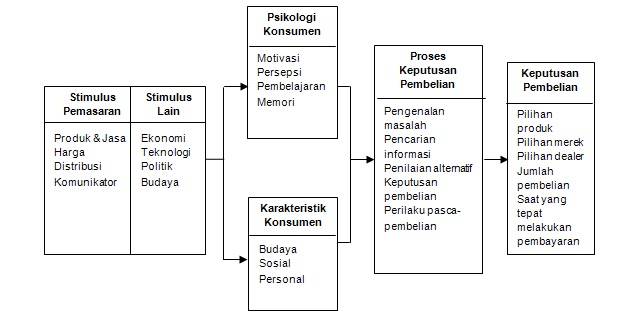 Stimulus
Pemasaran
Produk & Jasa
Harga
Distribusi
Komunikator
Stimulus
Lain
Ekonomi
Teknologi
Politik
Budaya
Psikologi
Konsumen
Motivasi
Persepsi
Pembelajaran
Memori
Karakteristik
Konsumen
Budaya
Sosial
Personal
Proses
Keputusan
Pembelian
Pengenalan
masalah
Pencarian
informasi
Penilaian alternatif
Keputusan
pembelian
Perilaku pasca-
pembelian
Keputusan
Pembelian
Pilihan
produk
Pilihan merek
Pilihan dealer
Jumlah
pembelian
Saat yang
tepat
melakukan
pembayaran